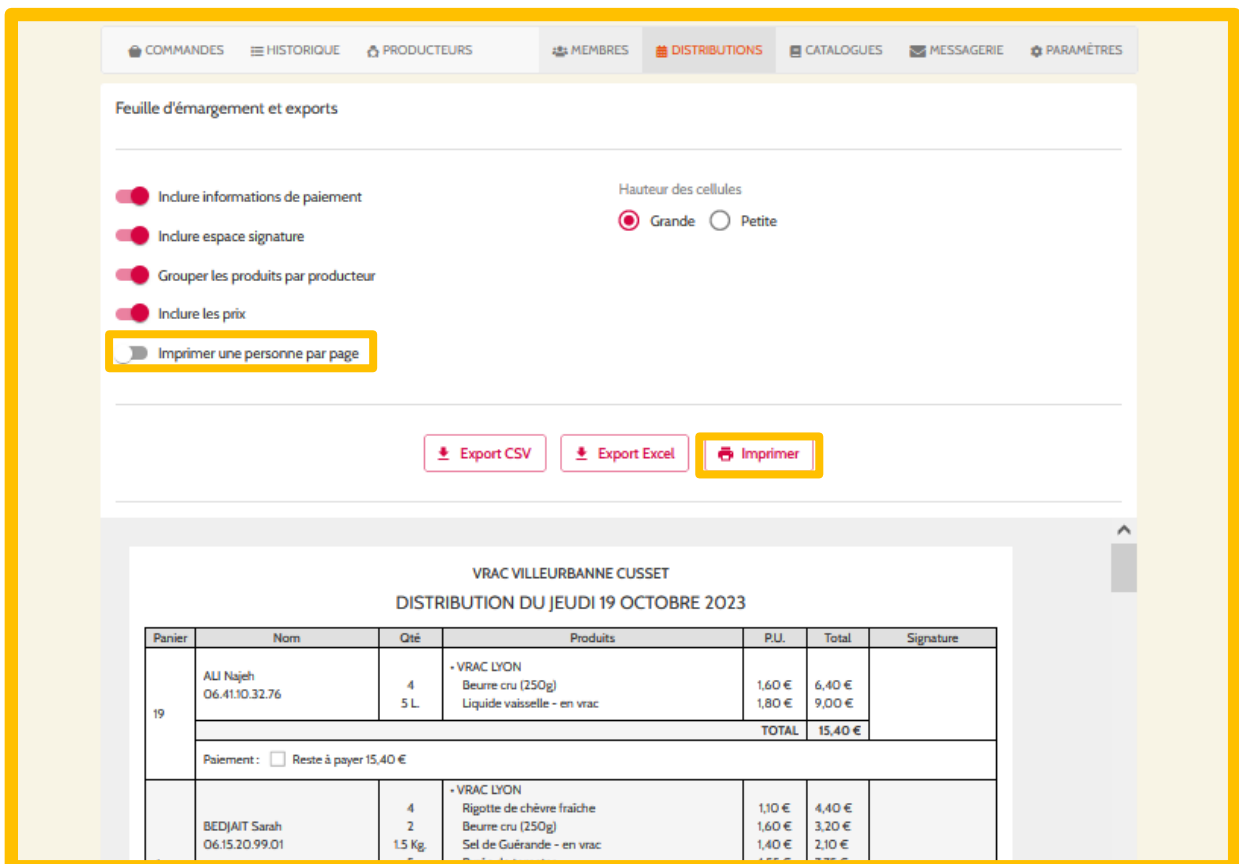 COMMANDES HISTORIQUE PRODUCTEURS MEMBRES DISTRIBUTIONS CATALOGUES MESSAGERIE PARAMÈTRES
Feuille d'émargement et exports
Inclure informations de paiement
Inclure espace signature
Grouper les produits par producteur
Inclure les prix
Imprimer une personne par page
Hauteur des cellules
Grande Petite
Export CSV Export Excel Imprimer
VRAC VILLEURBANNE CUSSET
DISTRIBUTION DU JEUDI 19 OCTOBRE 2023
Panier Nom Qté Produits P.U. Total Signature
19
ALI Najeh
06.41.10.32.76
• VRAC LYON
4 Beurre cru (250g) 1,60 € 6,40 €
5 L. Liquide vaisselle - en vrac 1,80 € 9,00 €
TOTAL 15,40 €
Paiement : Reste à payer 15,40 €
BEDJAIT Sarah
06.15.20.99.01
• VRAC LYON
4 Rigotte de chèvre fraîche 1,10 € 4,40 €
2 Beurre cru (250g) 1,60 € 3,20 €
1.5 Kg. Sel de Guérande - en vrac 1,40 € 2,10 €